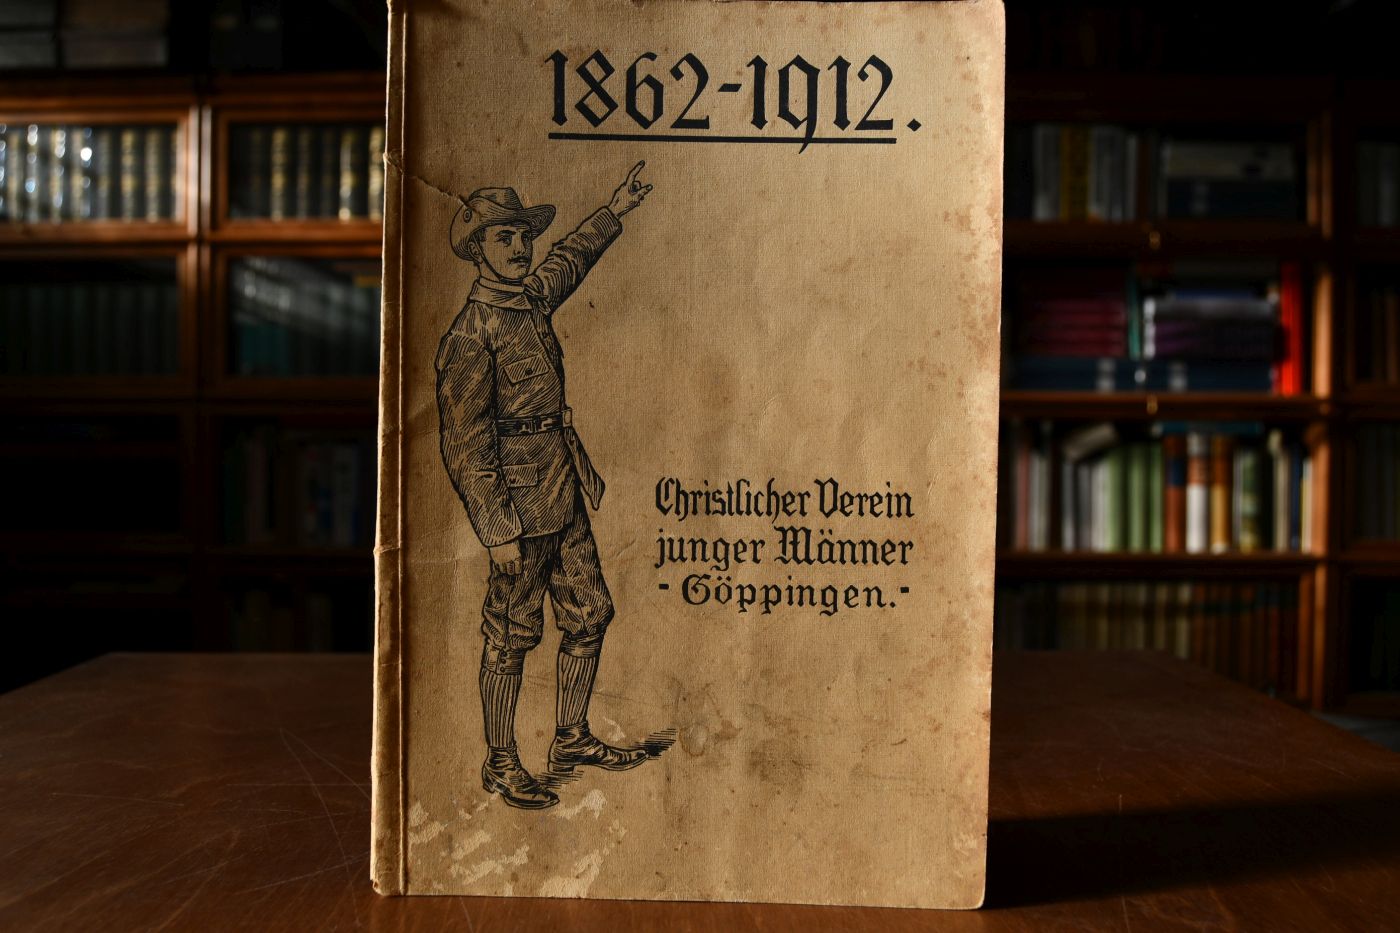 1862-1912.
Christlicher Verein
junger Männer
- Göppingen. -